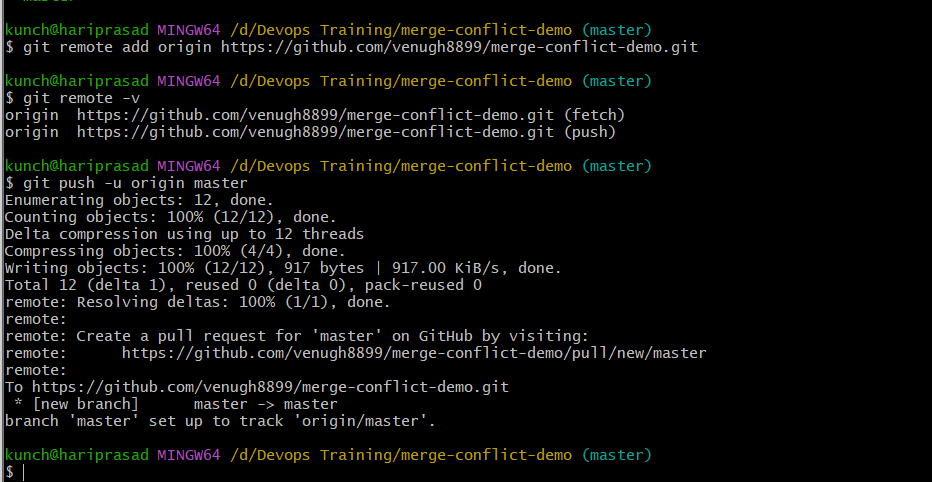 kunch@hariprasad MINGW64 /d/Devops Training/merge-conflict-demo (master)
$ git remote add origin https://github.com/venugh8899/merge-conflict-demo.git
kunch@hariprasad MINGW64 /d/Devops Training/merge-conflict-demo (master)
$ git remote -v
origin  https://github.com/venugh8899/merge-conflict-demo.git (fetch)
origin  https://github.com/venugh8899/merge-conflict-demo.git (push)
kunch@hariprasad MINGW64 /d/Devops Training/merge-conflict-demo (master)
$ git push -u origin master
Enumerating objects: 12, done.
Counting objects: 100% (12/12), done.
Delta compression using up to 12 threads
Compressing objects: 100% (4/4), done.
Writing objects: 100% (12/12), 917 bytes | 917.00 KiB/s, done.
Total 12 (delta 1), reused 0 (delta 0), pack-reused 0
remote: Resolving deltas: 100% (1/1), done.
remote:
remote: Create a pull request for 'master' on GitHub by visiting:
remote:      https://github.com/venugh8899/merge-conflict-demo/pull/new/master
remote:
To https://github.com/venugh8899/merge-conflict-demo.git
 * [new branch]      master -> master
branch 'master' set up to track 'origin/master'.
kunch@hariprasad MINGW64 /d/Devops Training/merge-conflict-demo (master)
$